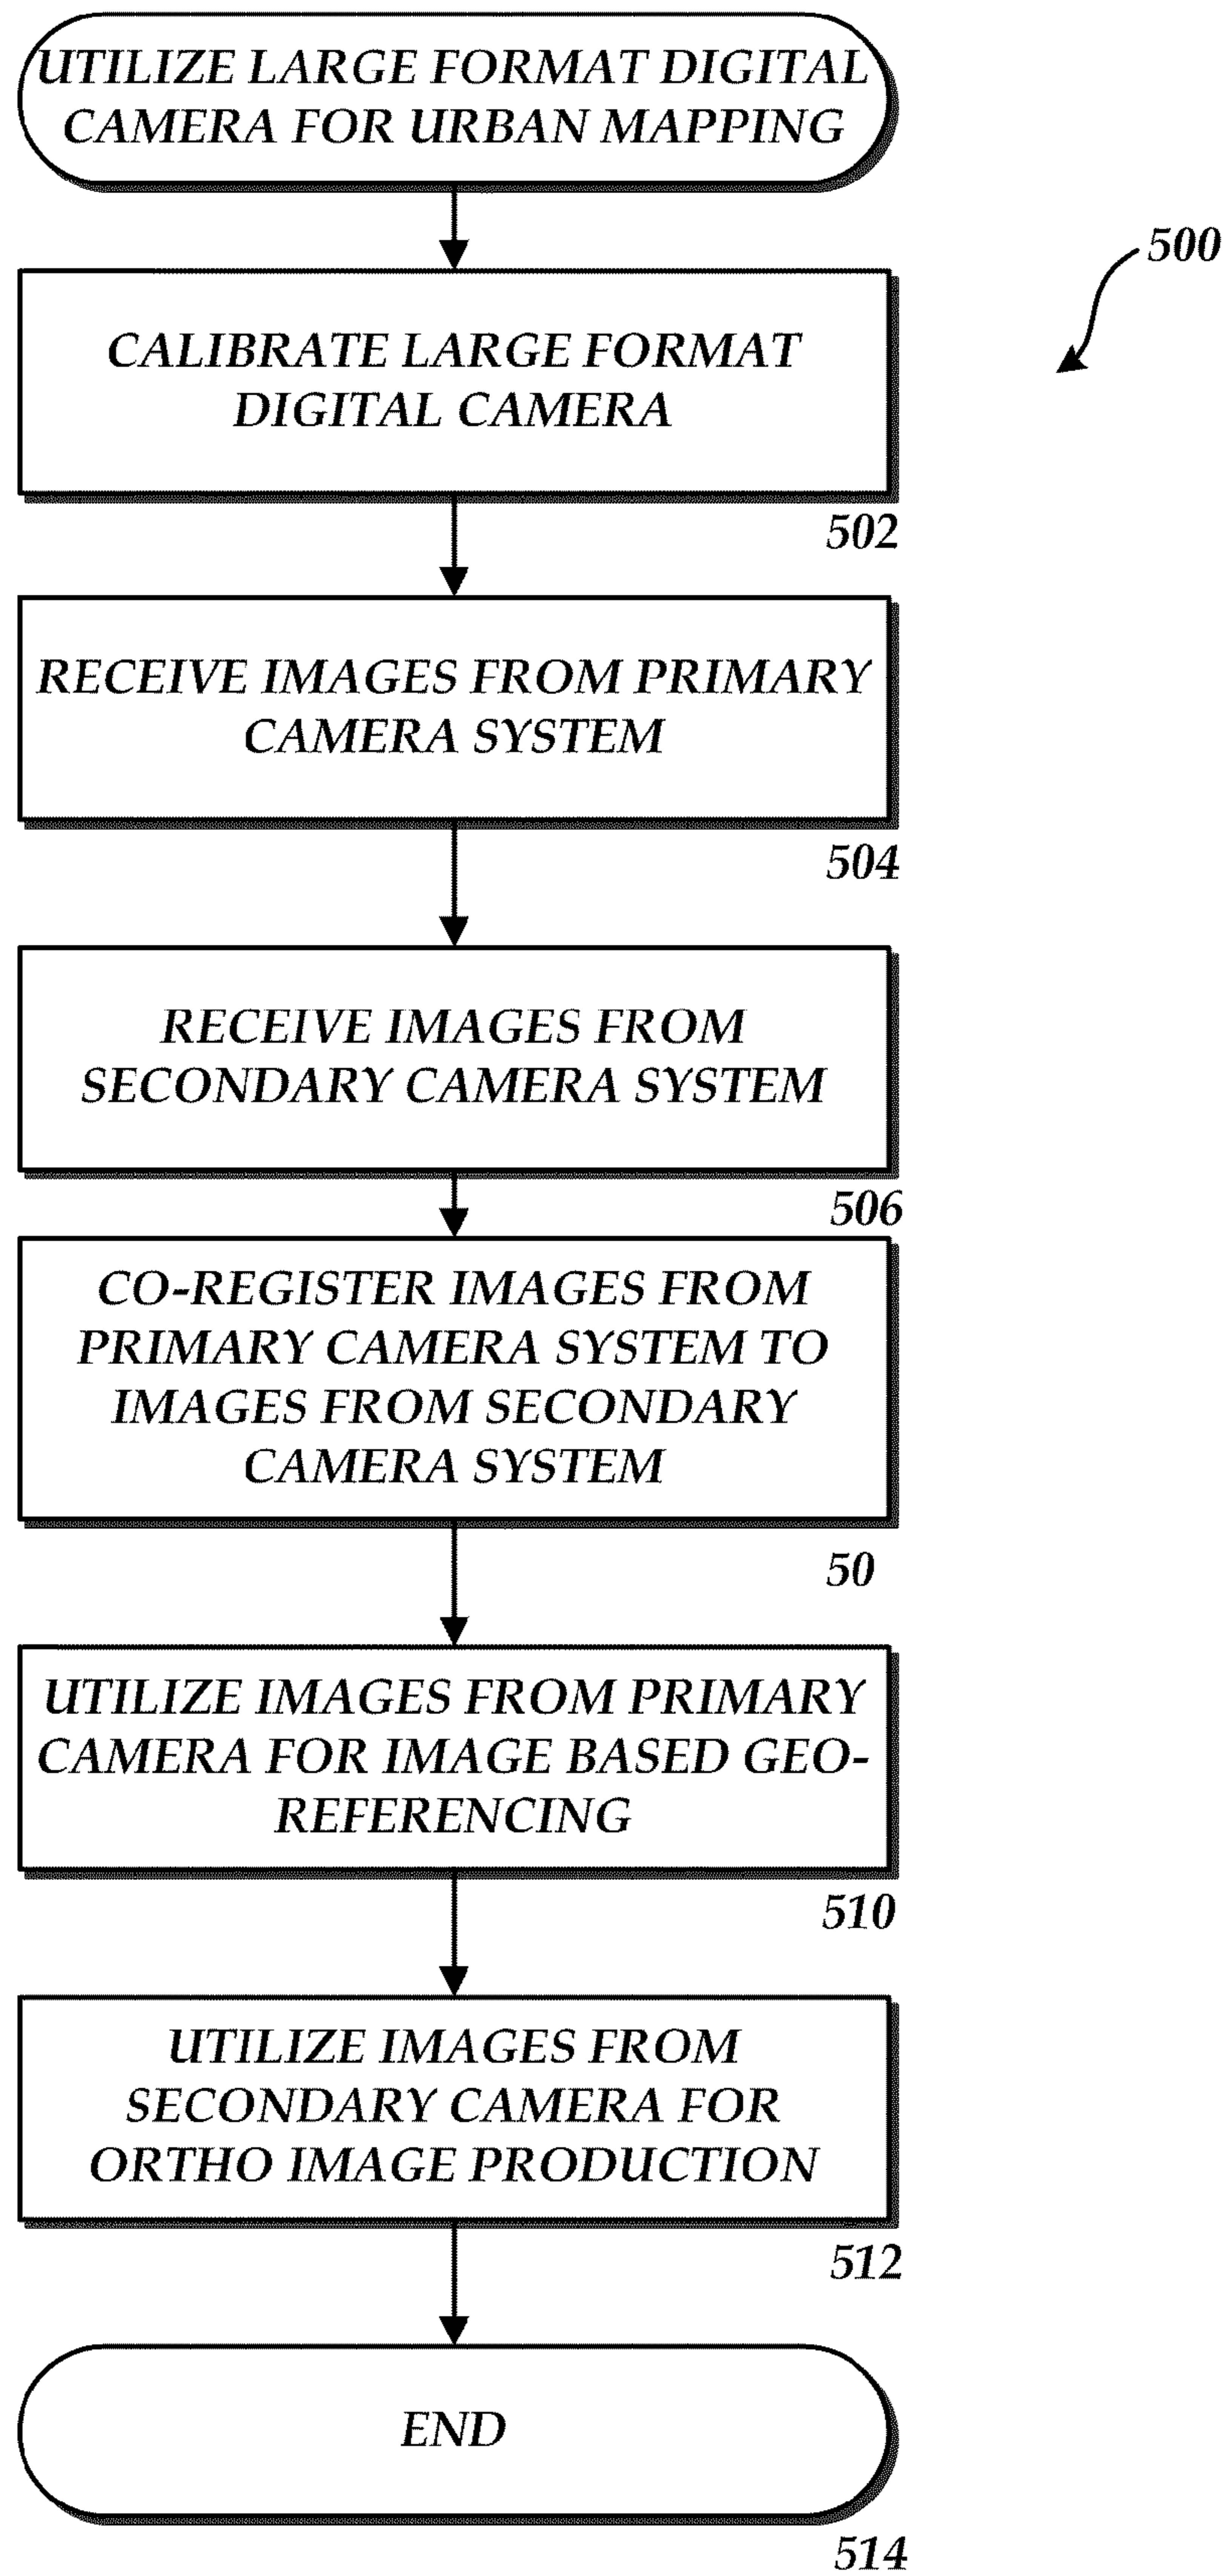 UTILIZE LARGE FORMAT DIGITAL
CAMERA FOR URBAN MAPPING
500
CALIBRATE LARGE FORMAT
DIGITAL CAMERA
502
RECEIVE IMAGES FROM PRIMARY
CAMERA SYSTEM
504
RECEIVE IMAGES FROM
SECONDARY CAMERA SYSTEM
506
CO-REGISTER IMAGES FROM
PRIMARY CAMERA SYSTEM TO
IMAGES FROM SECONDARY
CAMERA SYSTEM
50
UTILIZE IMAGES FROM PRIMARY
CAMERA FOR IMAGE BASED GEO-
REFERENCING
510
UTILIZE IMAGES FROM
SECONDARY CAMERA FOR
ORTHO IMAGE PRODUCTION
512
END
514